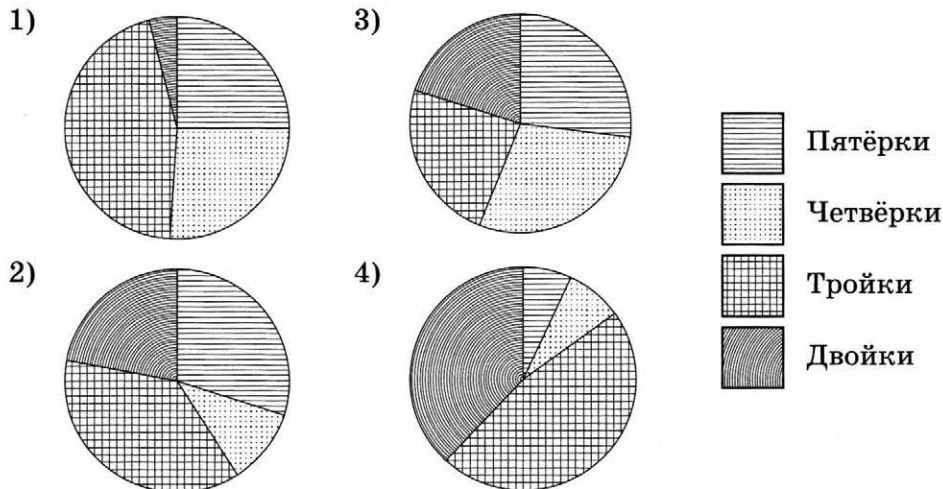 1)
3)
2)
4)
Пятёрки
Четвёрки
Тройки
Двойки